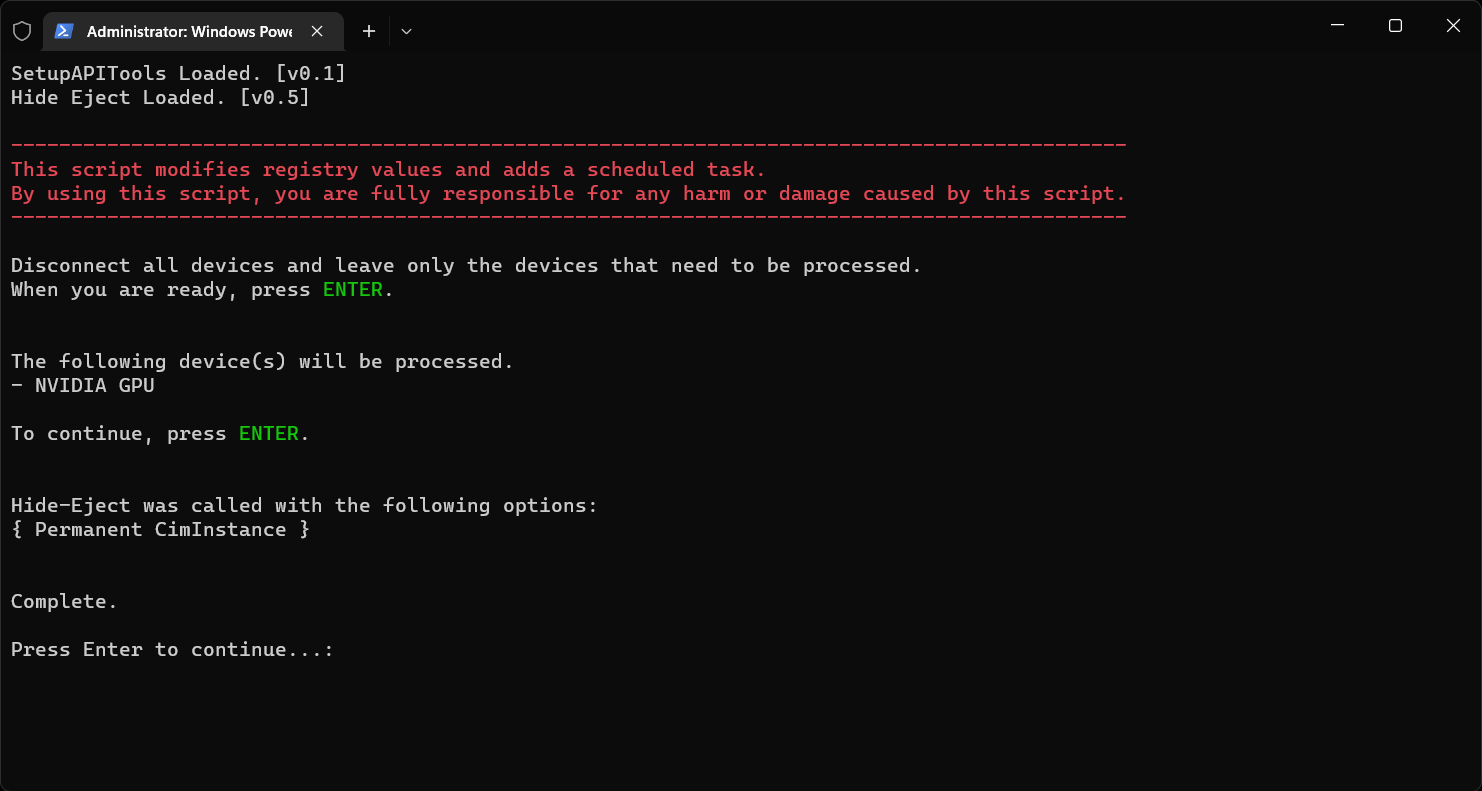 Administrator: Windows Powe
SetupAPITools Loaded. [v0.1]
Hide Eject Loaded. [v0.5]
---------------------------------------------------------------------------------------------
This script modifies registry values and adds a scheduled task.
By using this script, you are fully responsible for any harm or damage caused by this script.
---------------------------------------------------------------------------------------------
Disconnect all devices and leave only the devices that need to be processed.
When you are ready, press ENTER.
The following device(s) will be processed.
- NVIDIA GPU
To continue, press ENTER.
Hide-Eject was called with the following options:
{ Permanent CimInstance }
Complete.
Press Enter to continue...: